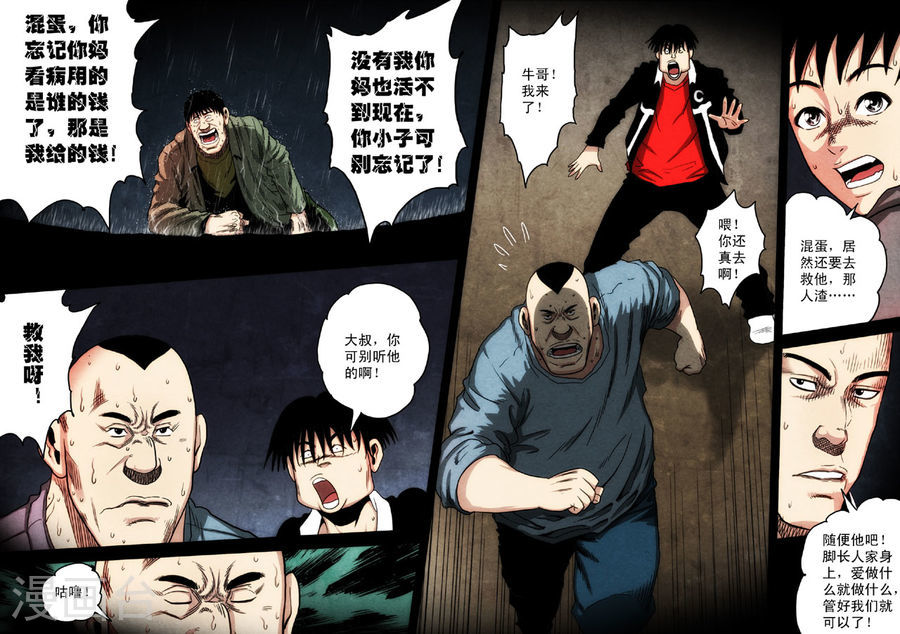 混蛋，你
忘记你妈
看病用的
是谁的钱
了，那是
我给的钱！
没有我你
妈也活不
到现在，
你小子可
别忘记了！
救我呀！
大叔，你
可别听他
的啊！
咕噜！
牛哥！
我来
了！
喂！
你还
真去
啊！
混蛋，居
然还要去
救他，那
人渣……
随便他吧！
脚长人家身
上，爱做什
么就做什么，
管好我们就
可以了！
C
漫画台